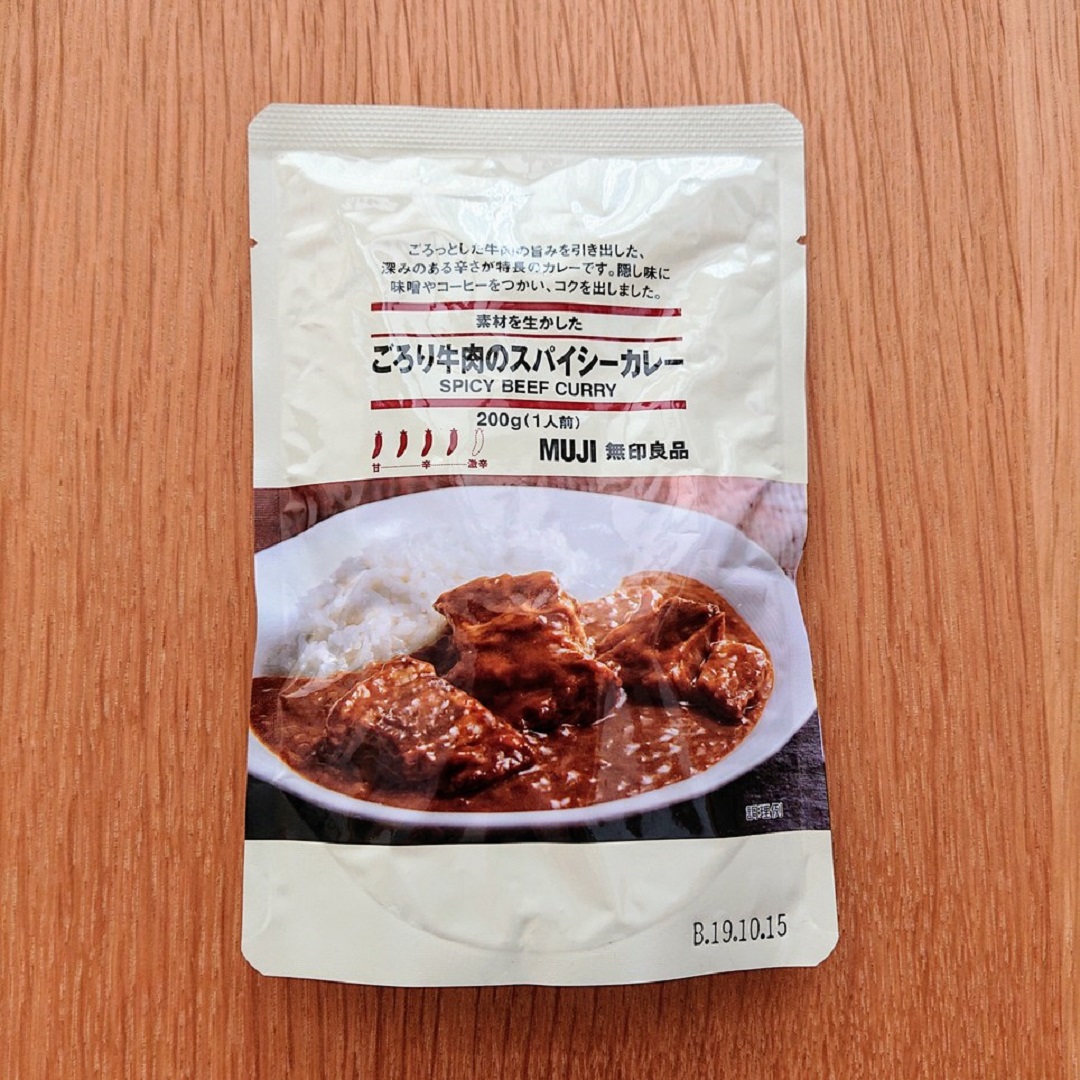 ごろっとした牛肉の旨みを引き出した、
深みのある辛さが特長のカレーです。隠し味に
味噌やコーヒーをつかい、コクを出しました。
素材を生かした
ごろり牛肉のスパイシーカレー
SPICY BEEF CURRY
200g(1人前)
甘 辛 激辛
MUJI 無印良品
調理例
B.19.10.15